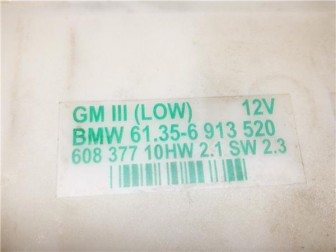 GM III (LOW) 12V
BMW 61.35-6 913 520
608 377 10HW 2.1 SW 2.3